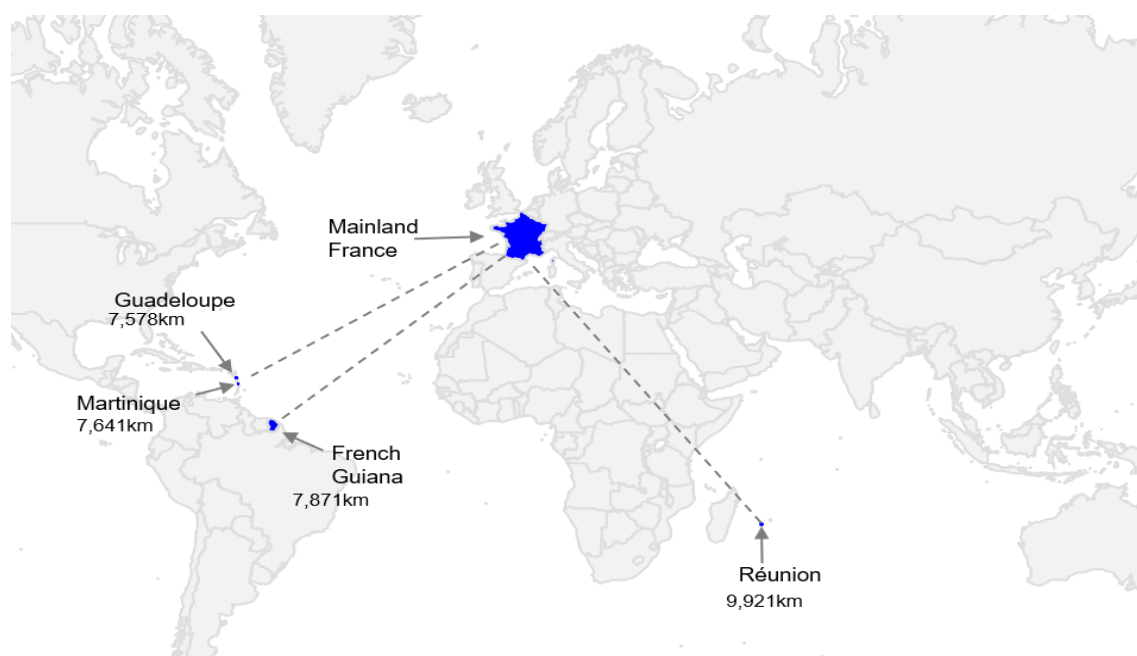 Mainland
France
Guadeloupe
7,578km
Martinique
7,641km
French
Guiana
7,871km
Réunion
9,921km